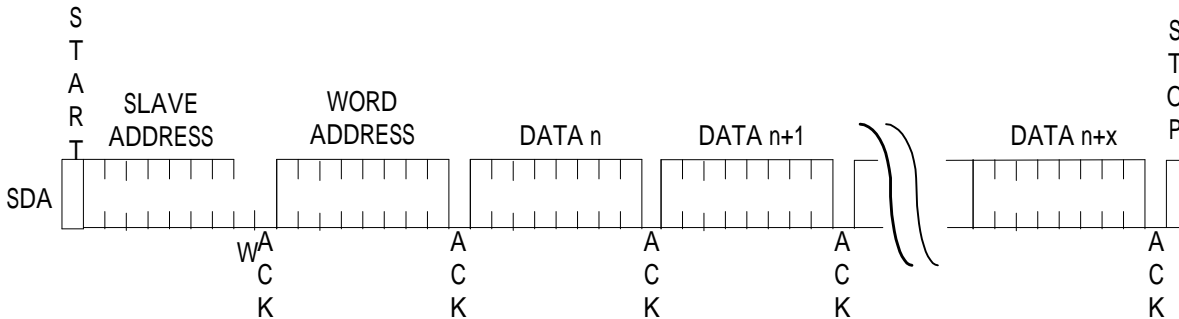 START
SLAVE
ADDRESS
WORD
ADDRESS
DATA n
DATA n+1
DATA n+x
STOP
SDA
W
ACK
ACK
ACK
ACK
ACK